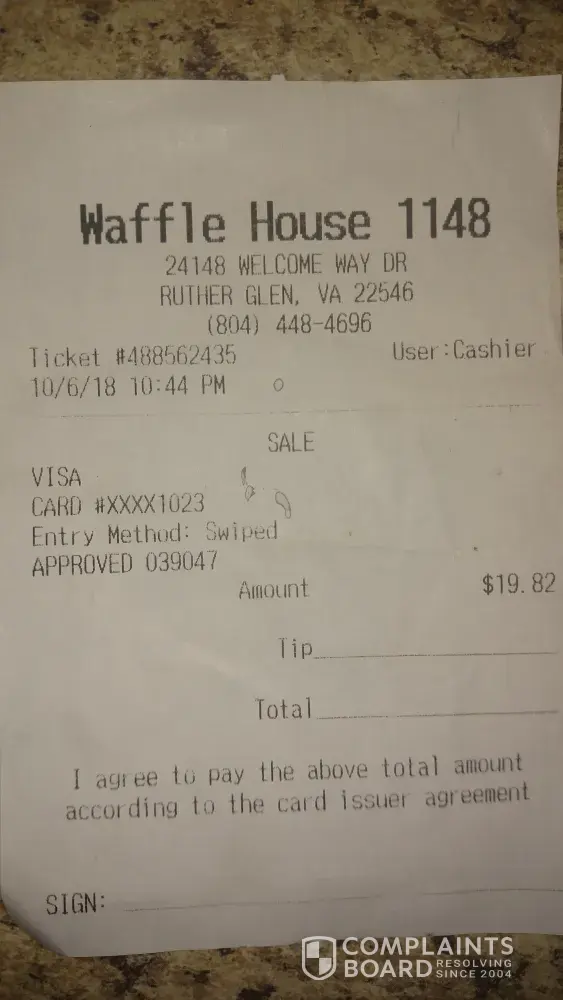 Waffle House 1148
24148 WELCOME WAY DR
RUTHER GLEN, VA 22546
(804) 448-4696
Ticket #488562435 User:Cashier
10/6/18 10:44 PM
SALE
VISA
CARD #XXXX1023
Entry Method: Swiped
APPROVED 039047
Amount $19.82
Tip
Total
I agree to pay the above total amount
according to the card issuer agreement
SIGN:
COMPLAINTS
BOARD RESOLVING
SINCE 2004